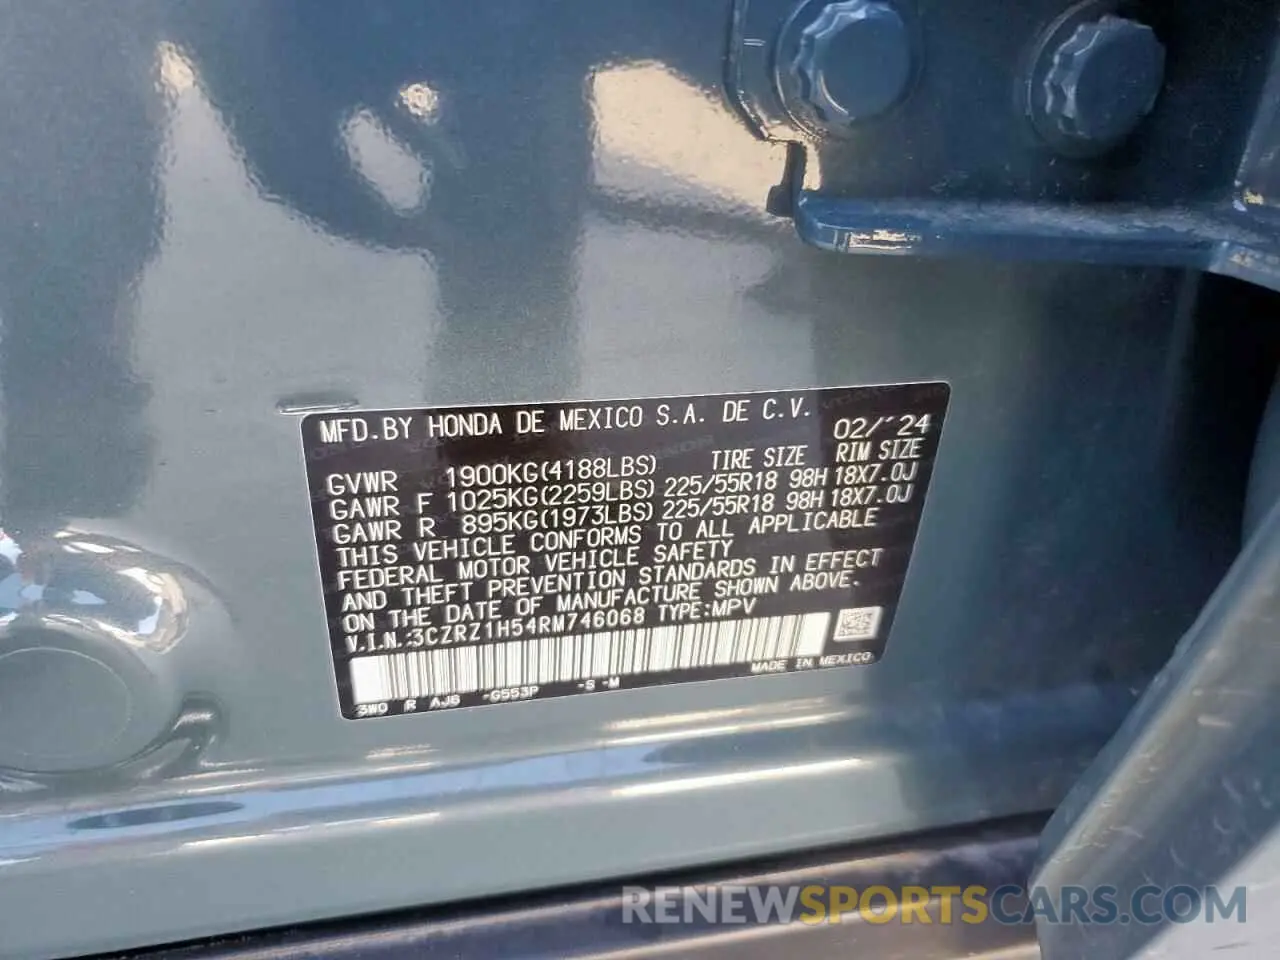 MFD.BY HONDA DE MEXICO S.A. DE C.V. 02/'24
GVWR 1900KG(4188LBS) TIRE SIZE RIM SIZE
GAWR F 1025KG(2259LBS) 225/55R18 98H 18X7.0J
GAWR R 895KG(1973LBS) 225/55R18 98H 18X7.0J
THIS VEHICLE CONFORMS TO ALL APPLICABLE
FEDERAL MOTOR VEHICLE SAFETY
AND THEFT PREVENTION STANDARDS IN EFFECT
ON THE DATE OF MANUFACTURE SHOWN ABOVE.
V.I.N.:3CZRZ1H54RM746068 TYPE:MPV
MADE IN MEXICO
3W0 R AJ6 -G553P -S -M
RENEWSPORTSCARS.COM